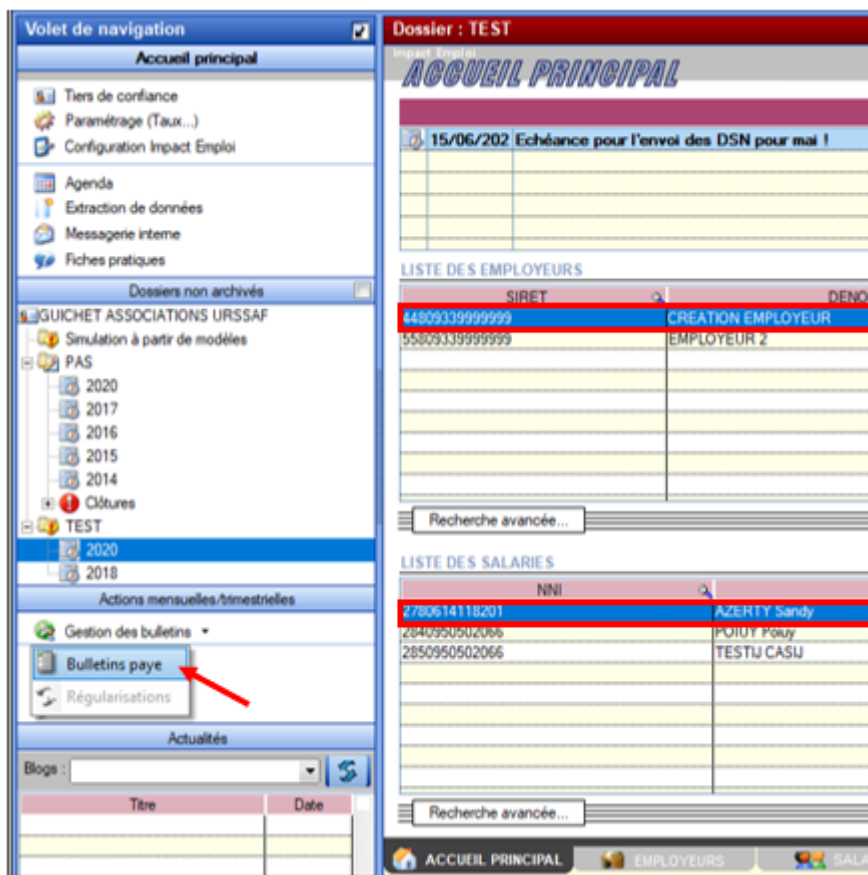 Volet de navigation
Accueil principal
Tiers de confiance
Paramétrage (Taux...)
Configuration Impact Emploi
Agenda
Extraction de données
Messagerie interne
Fiches pratiques
Dossiers non archivés
GUICHET ASSOCIATIONS URSSAF
Simulation à partir de modèles
PAS
2020
2017
2016
2015
2014
Clôtures
TEST
2020
2018
Actions mensuelles/trimestrielles
Gestion des bulletins
Bulletins paye
Régularisations
Actualités
Blogs :
Titre Date
Dossier : TEST
Impact Emploi
ACCUEIL PRINCIPAL
15/06/202 Echéance pour l'envoi des DSN pour mai !
LISTE DES EMPLOYEURS
SIRET DENO
44809339999999 CREATION EMPLOYEUR
55809339999999 EMPLOYEUR 2
Recherche avancée...
LISTE DES SALARIES
NNI
2780614118201 AZERTY Sandy
2840950502066 POIUY Poiuy
2850950502066 TESTIJ CASIJ
Recherche avancée...
ACCUEIL PRINCIPAL EMPLOYEURS SALA